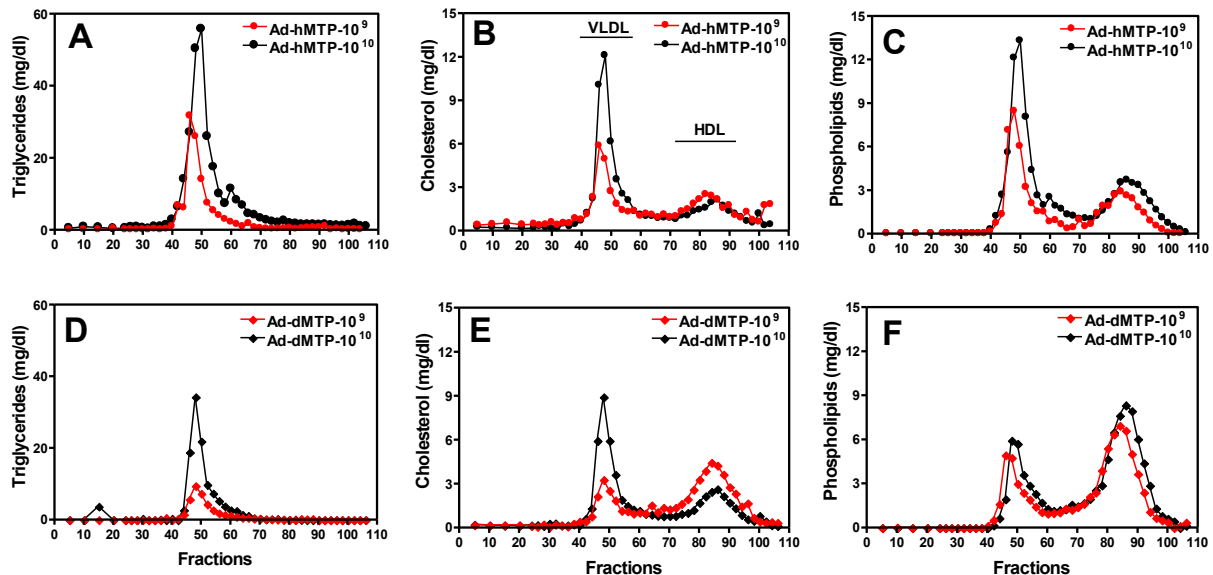 A
Ad-hMTP-10⁹
Ad-hMTP-10¹⁰
Triglycerides (mg/dl)
60
40
20
0
0 10 20 30 40 50 60 70 80 90 100 110
B
VLDL
HDL
Ad-hMTP-10⁹
Ad-hMTP-10¹⁰
Cholesterol (mg/dl)
15
12
9
6
3
0
0 10 20 30 40 50 60 70 80 90 100 110
C
Ad-hMTP-10⁹
Ad-hMTP-10¹⁰
Phospholipids (mg/dl)
15
12
9
6
3
0
0 10 20 30 40 50 60 70 80 90 100 110
D
Ad-dMTP-10⁹
Ad-dMTP-10¹⁰
Triglycerides (mg/dl)
60
40
20
0
0 10 20 30 40 50 60 70 80 90 100 110
Fractions
E
Ad-dMTP-10⁹
Ad-dMTP-10¹⁰
Cholesterol (mg/dl)
15
12
9
6
3
0
0 10 20 30 40 50 60 70 80 90 100 110
Fractions
F
Ad-dMTP-10⁹
Ad-dMTP-10¹⁰
Phospholipids (mg/dl)
15
12
9
6
3
0
0 10 20 30 40 50 60 70 80 90 100 110
Fractions